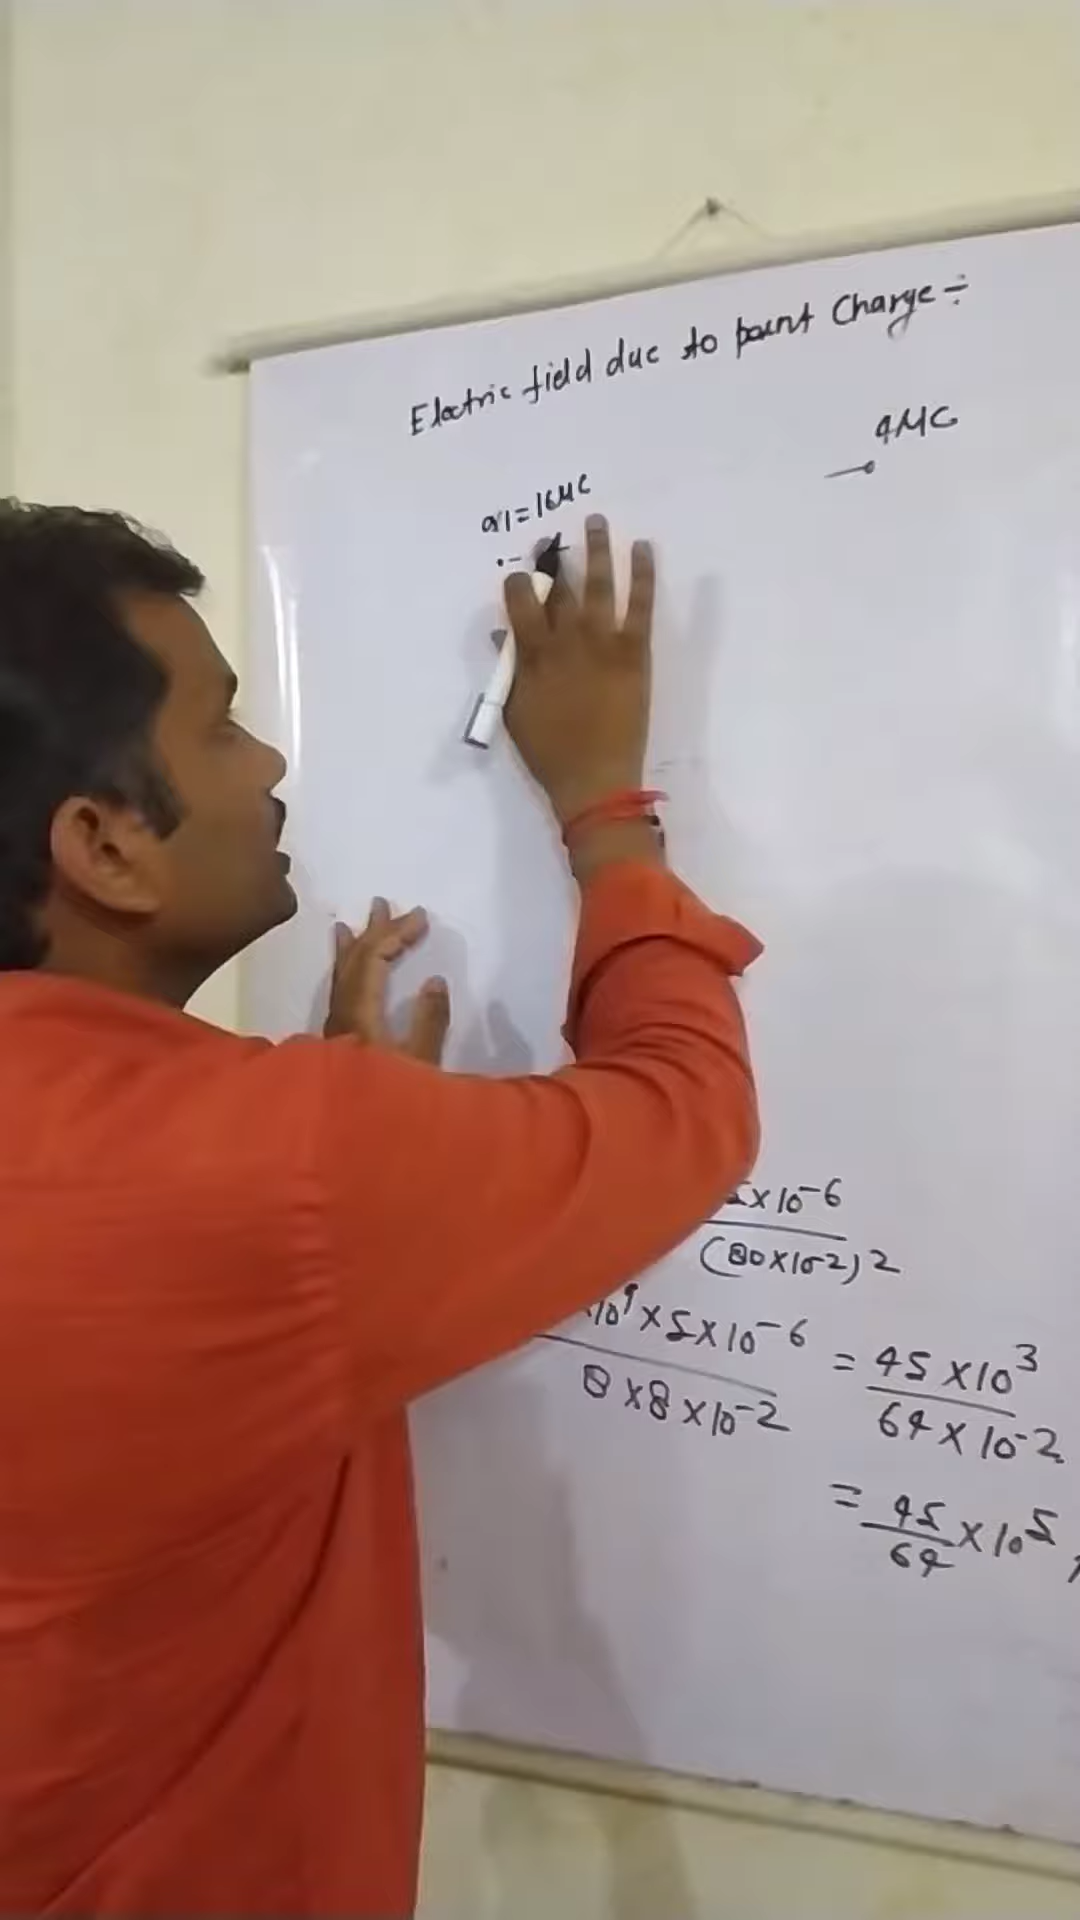 Electric field due to point Charge ÷
4μC
q1 = 16μC
5×10-6
(80×10-2)2
×10⁹ × 5×10-6
8×8×10-2
= 45×10³
64×10-2
= 45
64 ×10⁵